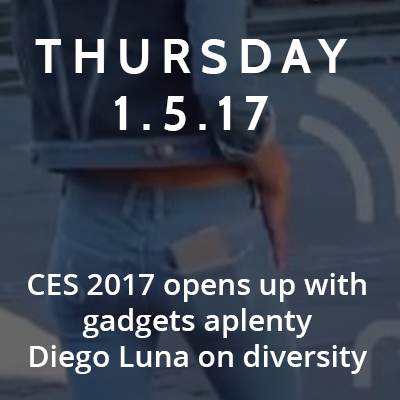 THURSDAY
1.5.17
CES 2017 opens up with
gadgets aplenty
Diego Luna on diversity